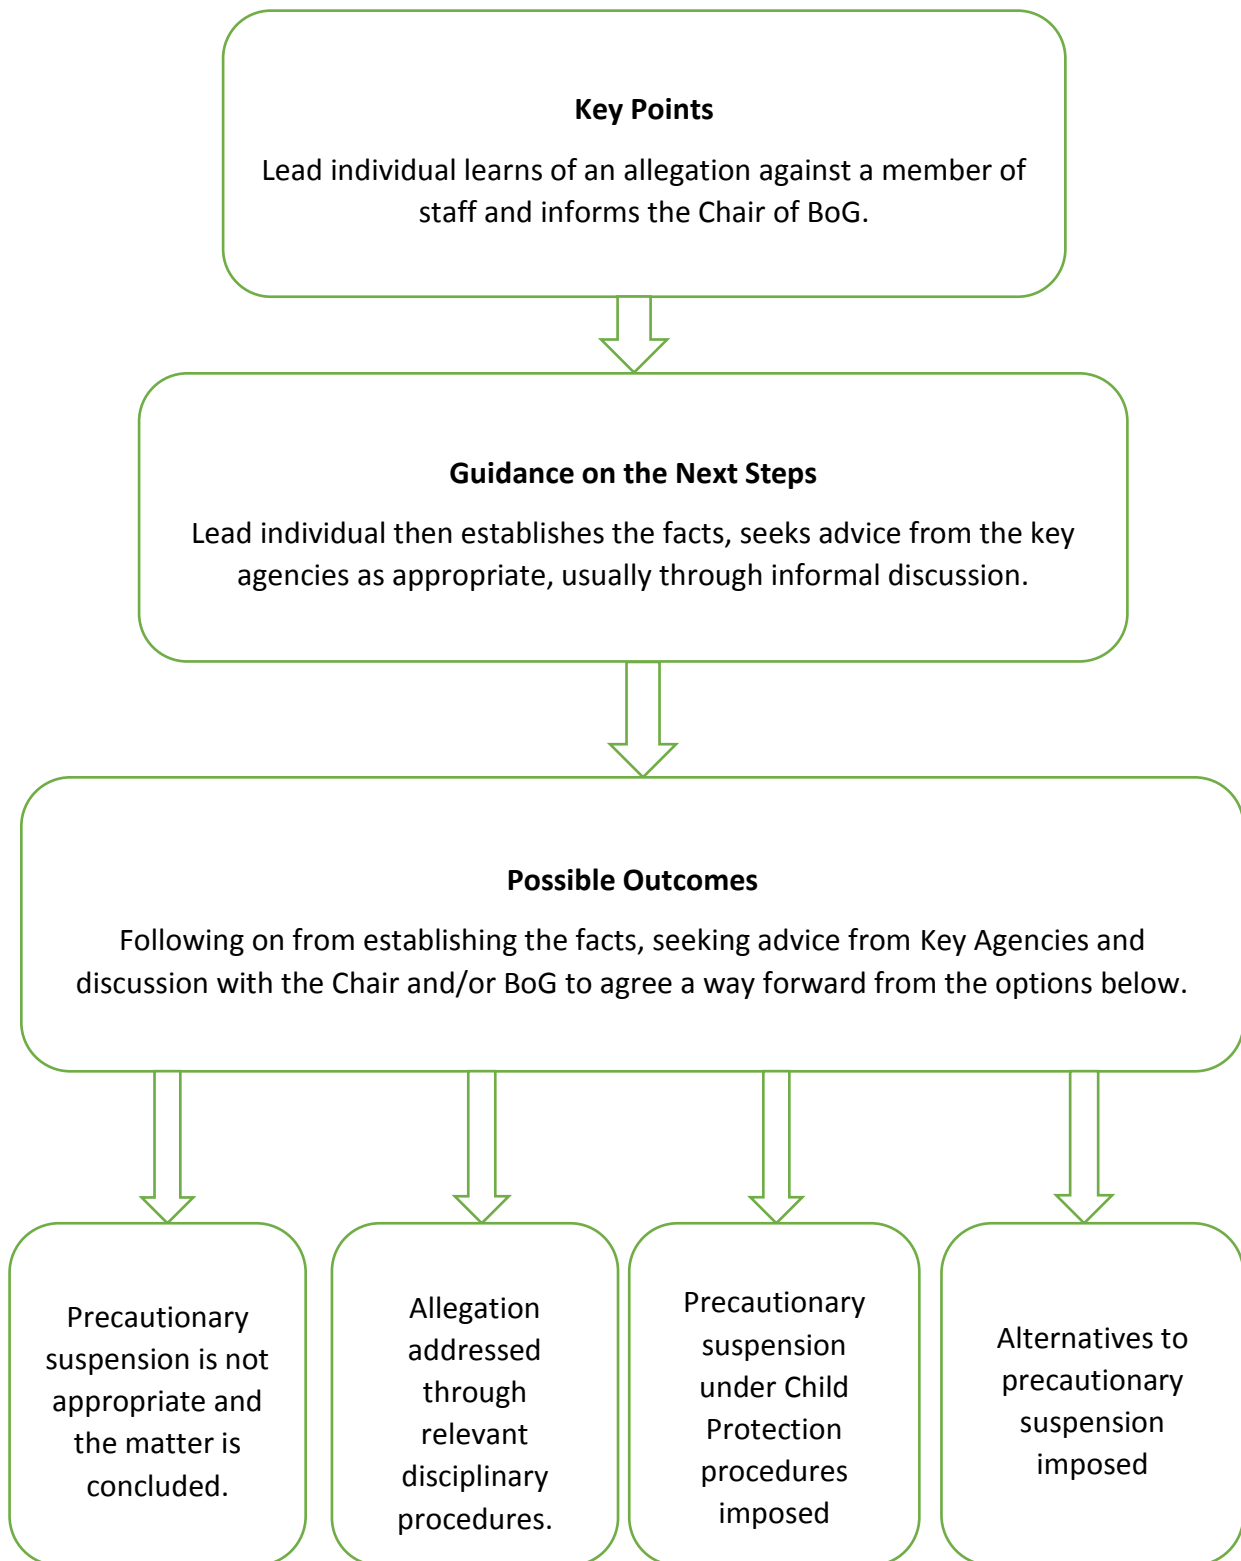 Key Points
Lead individual learns of an allegation against a member of
staff and informs the Chair of BoG.
Guidance on the Next Steps
Lead individual then establishes the facts, seeks advice from the key
agencies as appropriate, usually through informal discussion.
Possible Outcomes
Following on from establishing the facts, seeking advice from Key Agencies and
discussion with the Chair and/or BoG to agree a way forward from the options below.
Precautionary
suspension is not
appropriate and
the matter is
concluded.
Allegation
addressed
through
relevant
disciplinary
procedures.
Precautionary
suspension
under Child
Protection
procedures
imposed
Alternatives to
precautionary
suspension
imposed